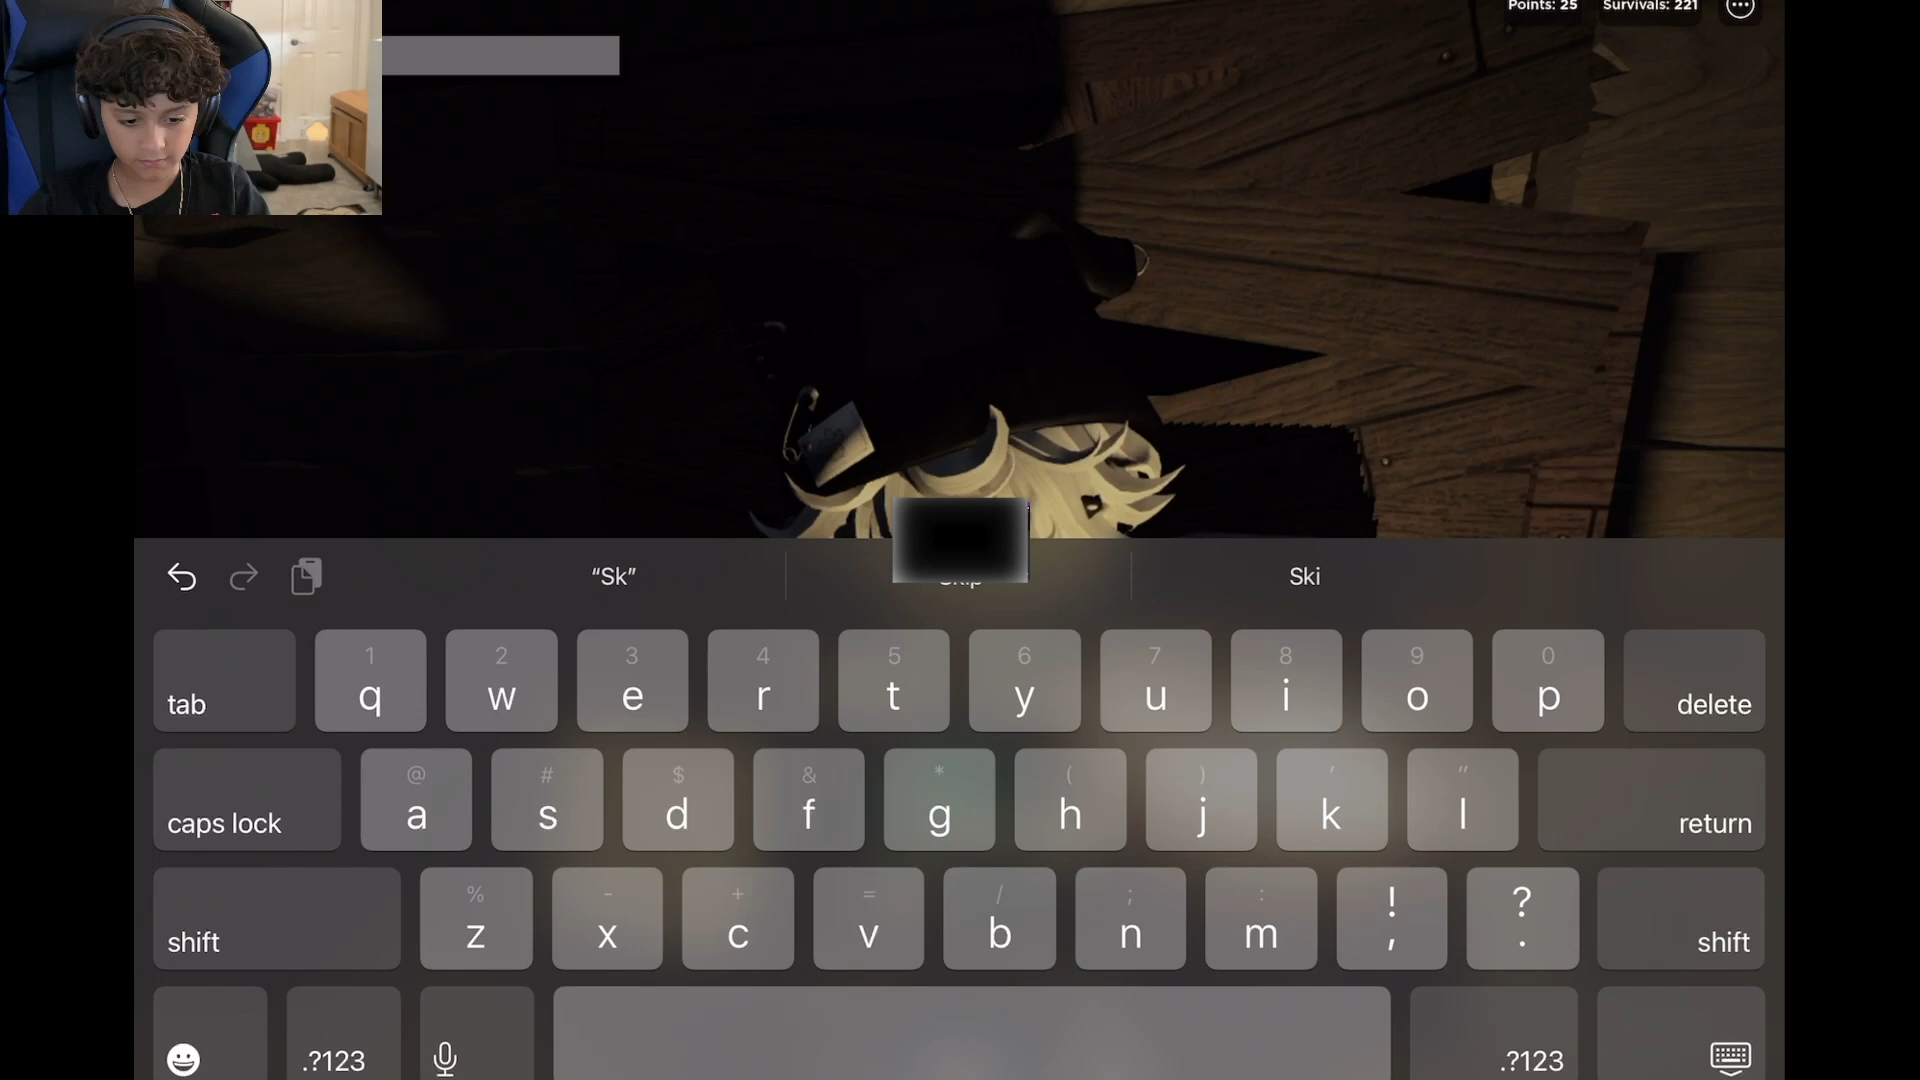 Points: 25 Survivals: 221
“Sk” Skip Ski
tab 1 q 2 w 3 e 4 r 5 t 6 y 7 u 8 i 9 o 0 p delete
caps lock @ a # s $ d & f * g ( h ) j ' k " l return
shift % z - x + c = v / b ; n : m ! , ? . shift
.?123 .?123